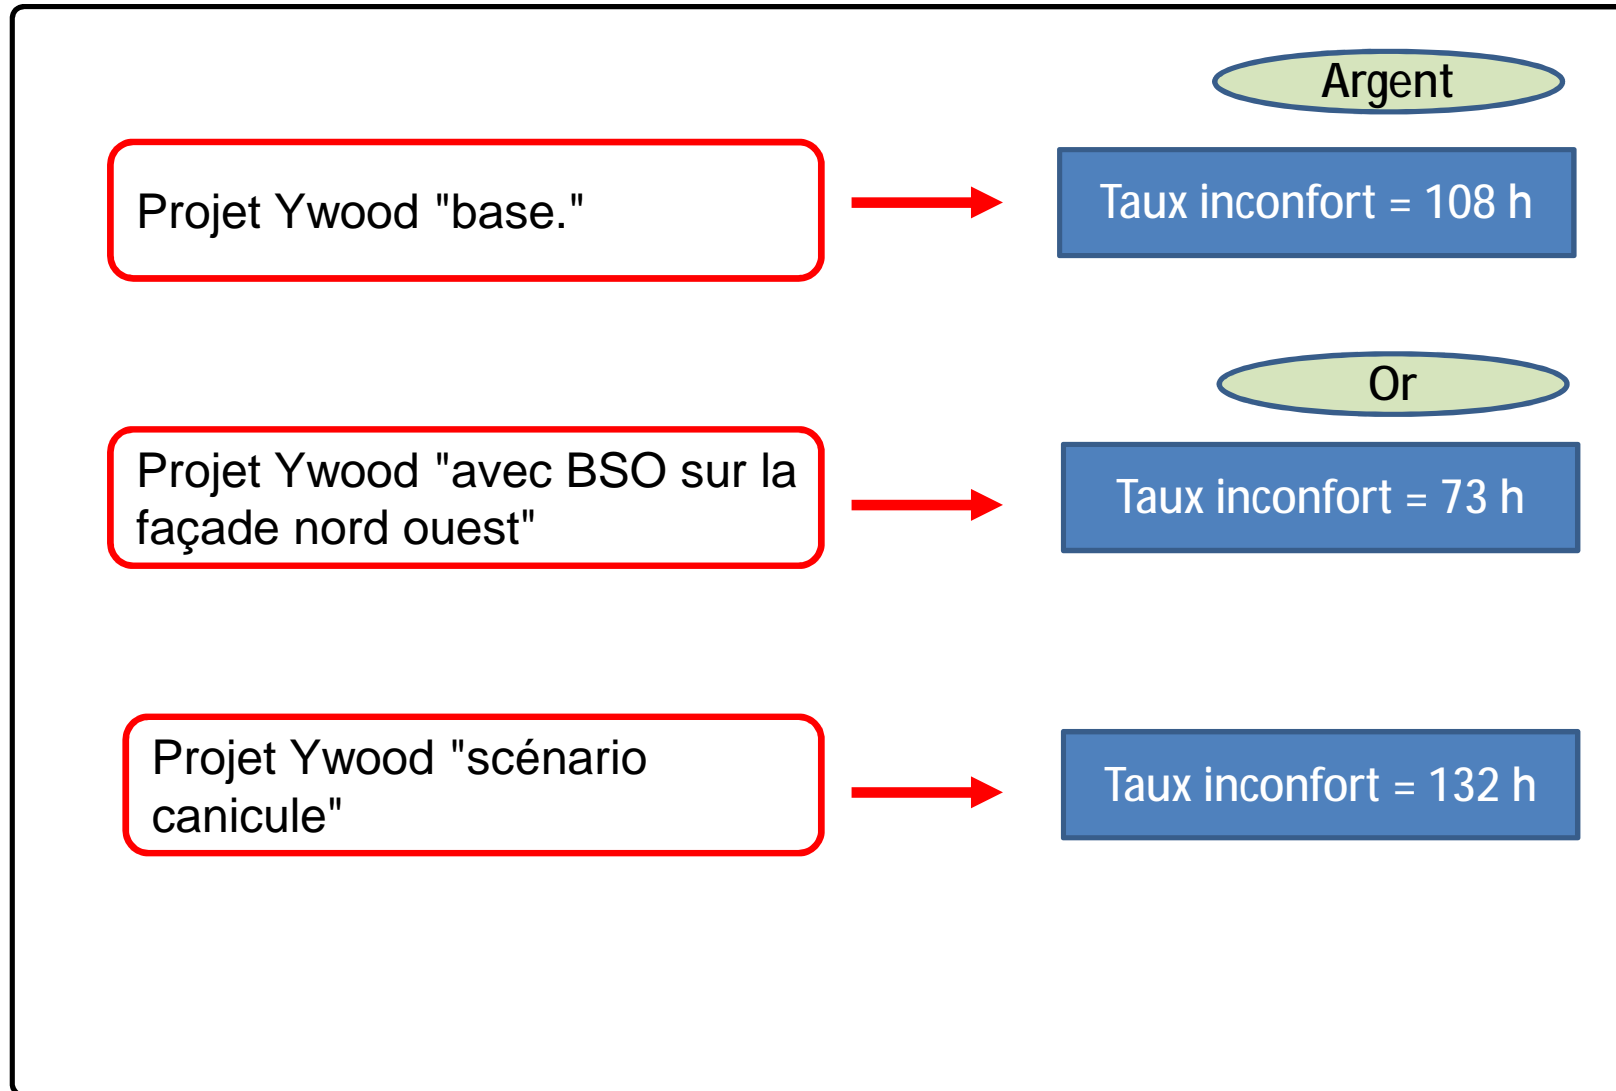 Argent
Projet Ywood "base."
Taux inconfort = 108 h
Or
Projet Ywood "avec BSO sur la
façade nord ouest"
Taux inconfort = 73 h
Projet Ywood "scénario
canicule"
Taux inconfort = 132 h